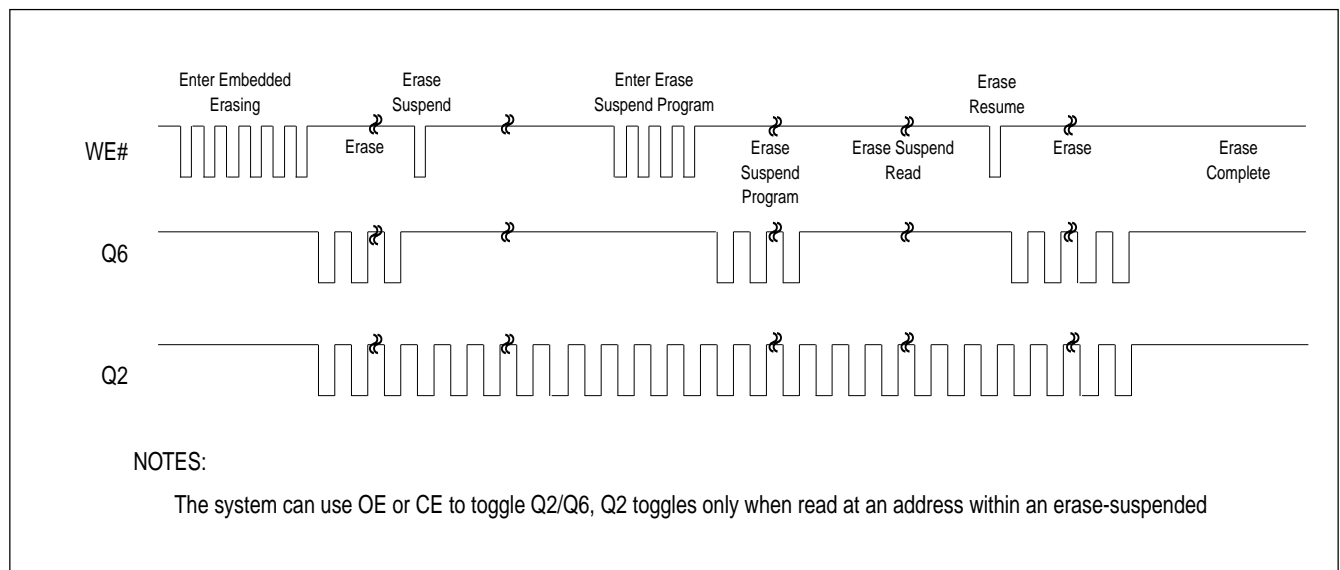 Enter Embedded
Erasing
Erase
Suspend
Enter Erase
Suspend Program
Erase
Resume
WE#
Erase
Erase
Suspend
Program
Erase Suspend
Read
Erase
Erase
Complete
Q6
Q2
NOTES:
The system can use OE or CE to toggle Q2/Q6, Q2 toggles only when read at an address within an erase-suspended